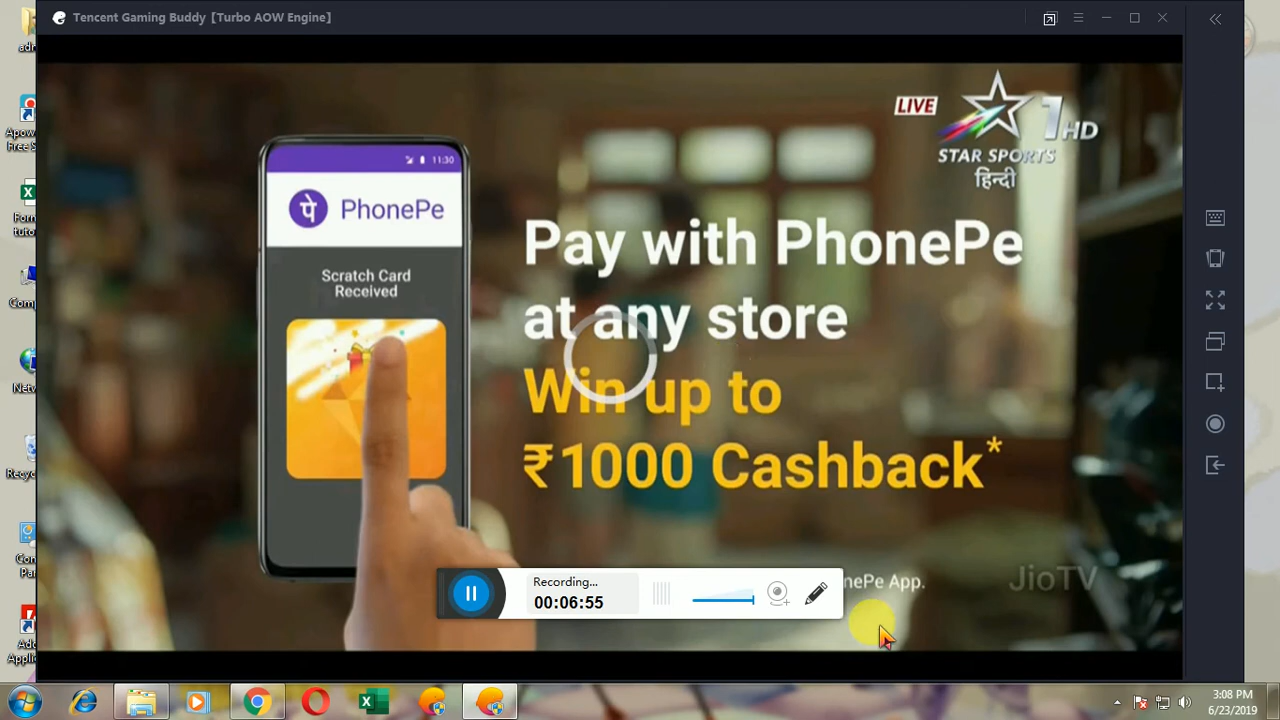 Tencent Gaming Buddy [Turbo AOW Engine]
LIVE
1HD
STAR SPORTS
हिन्दी
11:30
पे PhonePe
Scratch Card
Received
Pay with PhonePe
at any store
Win up to
₹1000 Cashback*
Recording...
00:06:55
nePe App.
JioTV
3:08 PM
6/23/2019